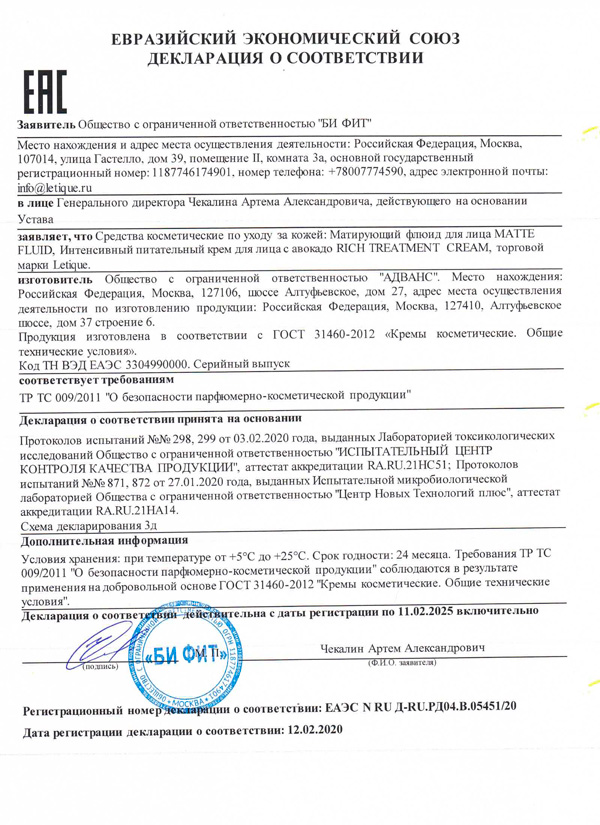 ЕВРАЗИЙСКИЙ ЭКОНОМИЧЕСКИЙ СОЮЗ
ДЕКЛАРАЦИЯ О СООТВЕТСТВИИ
ЕАС
Заявитель Общество с ограниченной ответственностью "БИ ФИТ"
Место нахождения и адрес места осуществления деятельности: Российская Федерация, Москва,
107014, улица Гастелло, дом 39, помещение II, комната 3а, основной государственный
регистрационный номер: 1187746174901, номер телефона: +78007774590, адрес электронной почты:
info@letique.ru
в лице Генерального директора Чекалина Артема Александровича, действующего на основании
Устава
заявляет, что Средства косметические по уходу за кожей: Матирующий флюид для лица MATTE
FLUID, Интенсивный питательный крем для лица с авокадо RICH TREATMENT CREAM, торговой
марки Letique.
изготовитель Общество с ограниченной ответственностью "АДВАНС". Место нахождения:
Российская Федерация, Москва, 127106, шоссе Алтуфьевское, дом 27, адрес места осуществления
деятельности по изготовлению продукции: Российская Федерация, Москва, 127410, Алтуфьевское
шоссе, дом 37 строение 6.
Продукция изготовлена в соответствии с ГОСТ 31460-2012 «Кремы косметические. Общие
технические условия».
Код ТН ВЭД ЕАЭС 3304990000. Серийный выпуск
соответствует требованиям
ТР ТС 009/2011 "О безопасности парфюмерно-косметической продукции"
Декларация о соответствии принята на основании
Протоколов испытаний №№ 298, 299 от 03.02.2020 года, выданных Лабораторией токсикологических
исследований Общество с ограниченной ответственностью "ИСПЫТАТЕЛЬНЫЙ ЦЕНТР
КОНТРОЛЯ КАЧЕСТВА ПРОДУКЦИИ", аттестат аккредитации RA.RU.21НС51; Протоколов
испытаний №№ 871, 872 от 27.01.2020 года, выданных Испытательной микробиологической
лабораторией Общества с ограниченной ответственностью "Центр Новых Технологий плюс", аттестат
аккредитации RA.RU.21НА14.
Схема декларирования 3д
Дополнительная информация
Условия хранения: при температуре от +5°С до +25°С. Срок годности: 24 месяца. Требования ТР ТС
009/2011 "О безопасности парфюмерно-косметической продукции" соблюдаются в результате
применения на добровольной основе ГОСТ 31460-2012 "Кремы косметические. Общие технические
условия".
Декларация о соответствии действительна с даты регистрации по 11.02.2025 включительно
«БИ ФИТ» М.П.
ОБЩЕСТВО С ОГРАНИЧЕННОЙ ОТВЕТСТВЕННОСТЬЮ ОГРН 1187746174901
МОСКВА
Чекалин Артем Александрович
(подпись) (Ф.И.О. заявителя)
Регистрационный номер декларации о соответствии: ЕАЭС N RU Д-RU.РД04.В.05451/20
Дата регистрации декларации о соответствии: 12.02.2020